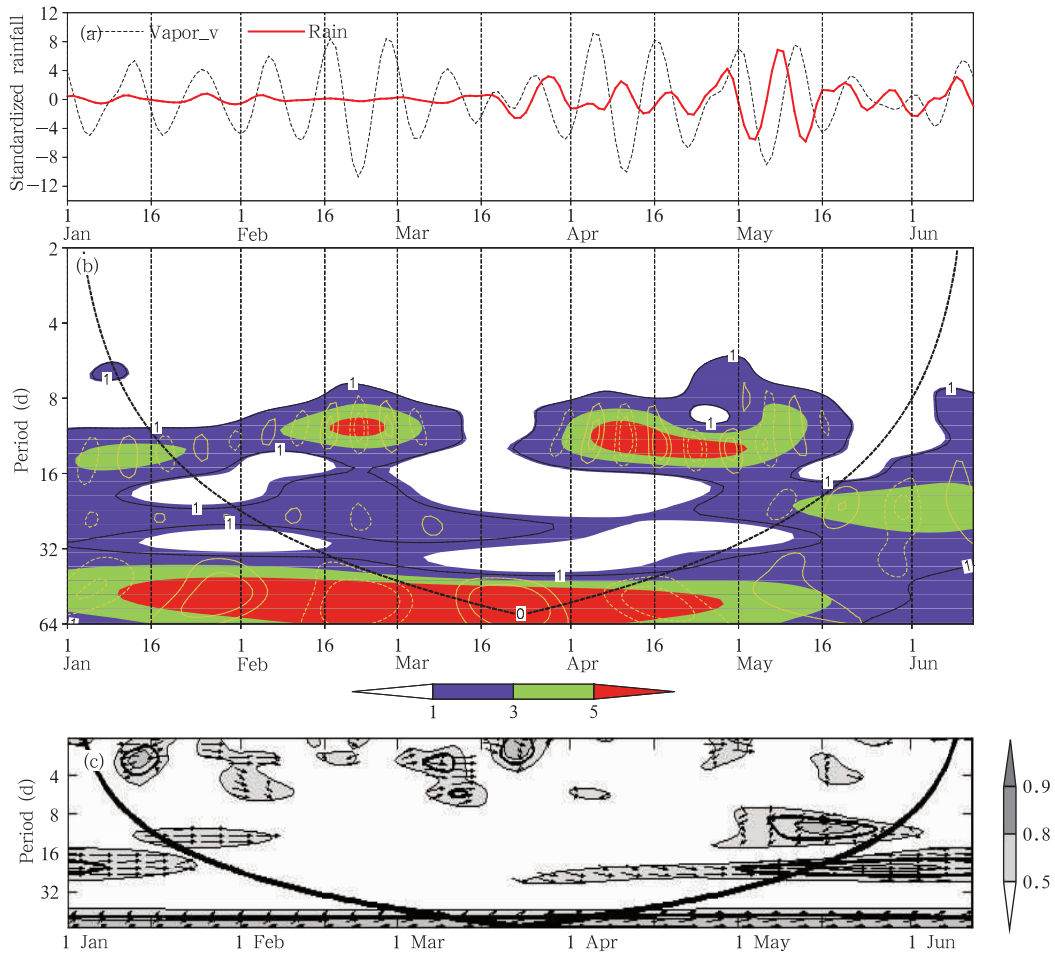 (a) Vapor_v Rain
Standardized rainfall
12
4
0
−4
−8
−12
1 16 1 16 1 16 1 16 1 16 1
Jan Feb Mar Apr May Jun
(b)
Period (d)
2
4
8
16
32
64
1 1 1 1 1 1 1 1 1 1 1 1 0 1
1 16 1 16 1 16 1 16 1 16 1
Jan Feb Mar Apr May Jun
1 3 5
(c)
Period (d)
4
8
16
32
1 Jan 1 Feb 1 Mar 1 Apr 1 May 1 Jun
0.9
0.8
0.5